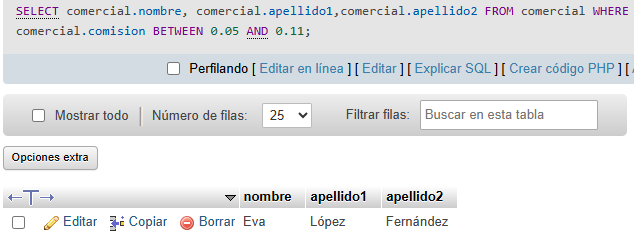 SELECT comercial.nombre, comercial.apellido1,comercial.apellido2 FROM comercial WHERE
comercial.comision BETWEEN 0.05 AND 0.11;
Perfilando [ Editar en línea ] [ Editar ] [ Explicar SQL ] [ Crear código PHP ] [
Mostrar todo | Número de filas: 25 Filtrar filas: Buscar en esta tabla
Opciones extra
←T→ nombre apellido1 apellido2
Editar Copiar Borrar Eva López Fernández